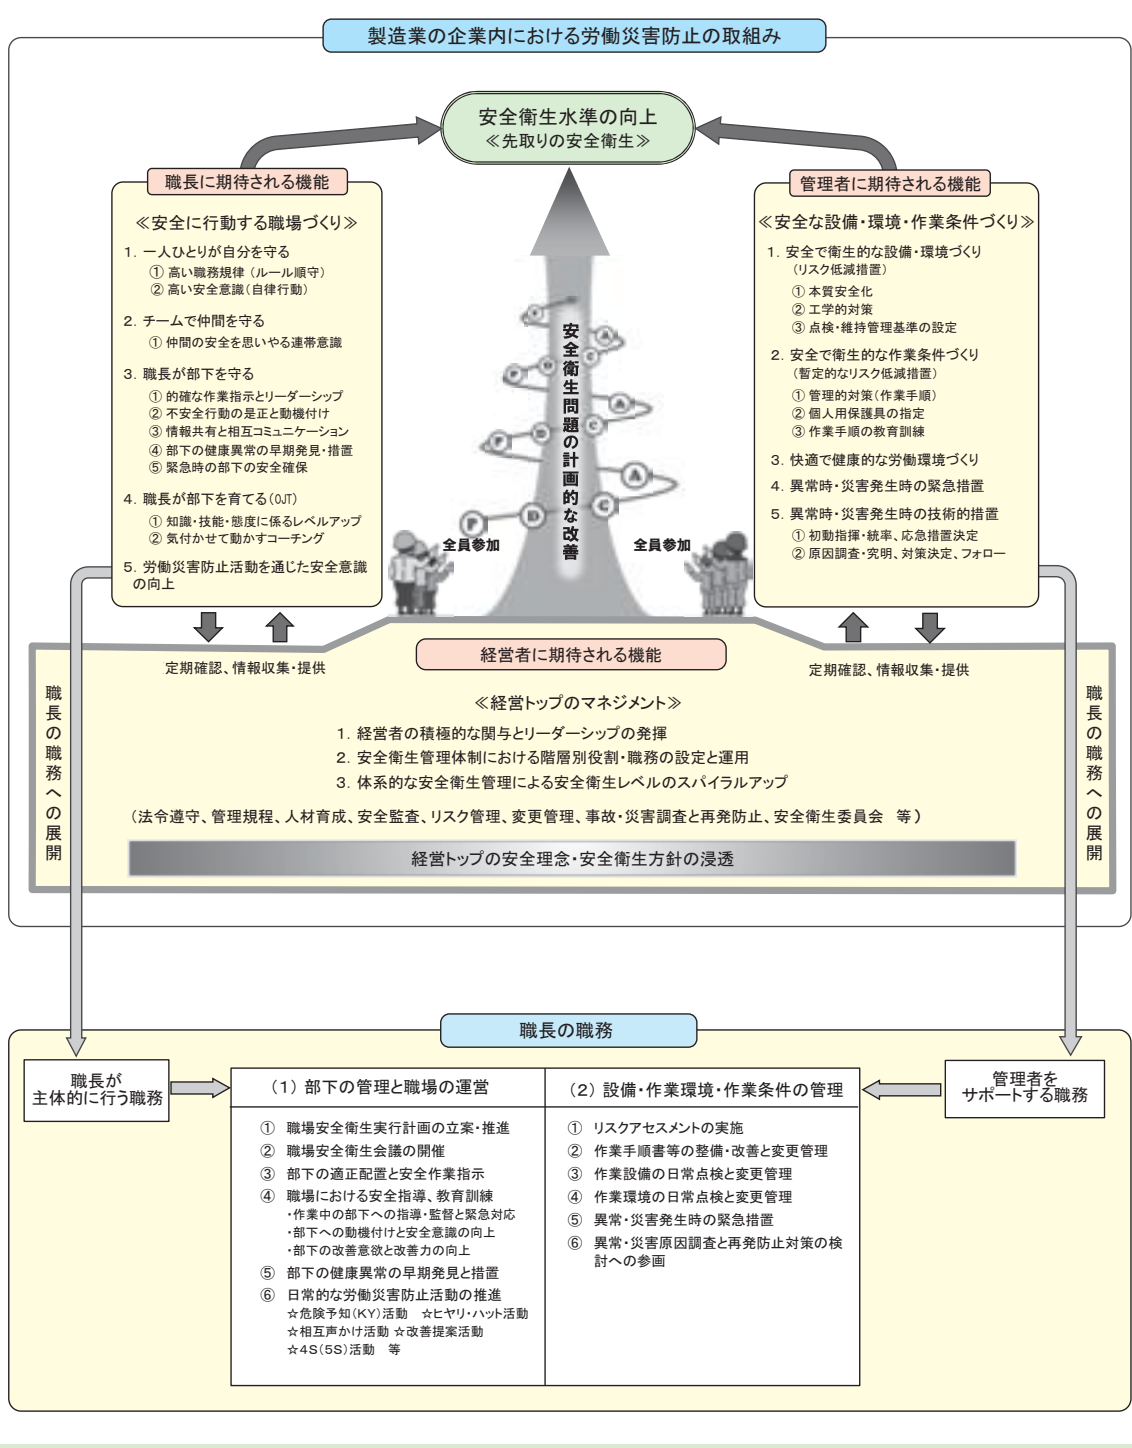 製造業の企業内における労働災害防止の取組み
安全衛生水準の向上
≪先取りの安全衛生≫
職長に期待される機能
≪安全に行動する職場づくり≫
1. 一人ひとりが自分を守る
① 高い職務規律（ルール順守）
② 高い安全意識（自律行動）
2. チームで仲間を守る
① 仲間の安全を思いやる連帯意識
3. 職長が部下を守る
① 的確な作業指示とリーダーシップ
② 不安全行動の是正と動機付け
③ 情報共有と相互コミュニケーション
④ 部下の健康異常の早期発見・措置
⑤ 緊急時の部下の安全確保
4. 職長が部下を育てる（OJT）
① 知識・技能・態度に係るレベルアップ
② 気付かせて動かすコーチング
5. 労働災害防止活動を通じた安全意識
の向上
安全衛生問題の計画的な改善
A
C
D
P
A
C
D
P
A
C
D
P
全員参加
全員参加
管理者に期待される機能
≪安全な設備・環境・作業条件づくり≫
1. 安全で衛生的な設備・環境づくり
（リスク低減措置）
① 本質安全化
② 工学的対策
③ 点検・維持管理基準の設定
2. 安全で衛生的な作業条件づくり
（暫定的なリスク低減措置）
① 管理的対策（作業手順）
② 個人用保護具の指定
③ 作業手順の教育訓練
3. 快適で健康的な労働環境づくり
4. 異常時・災害発生時の緊急措置
5. 異常時・災害発生時の技術的措置
① 初動指揮・統率、応急措置決定
② 原因調査・究明、対策決定、フォロー
定期確認、情報収集・提供
経営者に期待される機能
定期確認、情報収集・提供
職長の職務への展開
≪経営トップのマネジメント≫
1. 経営者の積極的な関与とリーダーシップの発揮
2. 安全衛生管理体制における階層別役割・職務の設定と運用
3. 体系的な安全衛生管理による安全衛生レベルのスパイラルアップ
（法令遵守、管理規程、人材育成、安全監査、リスク管理、変更管理、事故・災害調査と再発防止、安全衛生委員会　等）
経営トップの安全理念・安全衛生方針の浸透
職長の職務への展開
職長の職務
職長が
主体的に行う職務
（1）部下の管理と職場の運営
① 職場安全衛生実行計画の立案・推進
② 職場安全衛生会議の開催
③ 部下の適正配置と安全作業指示
④ 職場における安全指導、教育訓練
・作業中の部下への指導・監督と緊急対応
・部下への動機付けと安全意識の向上
・部下の改善意欲と改善力の向上
⑤ 部下の健康異常の早期発見と措置
⑥ 日常的な労働災害防止活動の推進
☆危険予知（KY）活動　☆ヒヤリ・ハット活動
☆相互声かけ活動 ☆改善提案活動
☆4S（5S）活動　等
（2）設備・作業環境・作業条件の管理
① リスクアセスメントの実施
② 作業手順書等の整備・改善と変更管理
③ 作業設備の日常点検と変更管理
④ 作業環境の日常点検と変更管理
⑤ 異常・災害発生時の緊急措置
⑥ 異常・災害原因調査と再発防止対策の検
討への参画
管理者を
サポートする職務